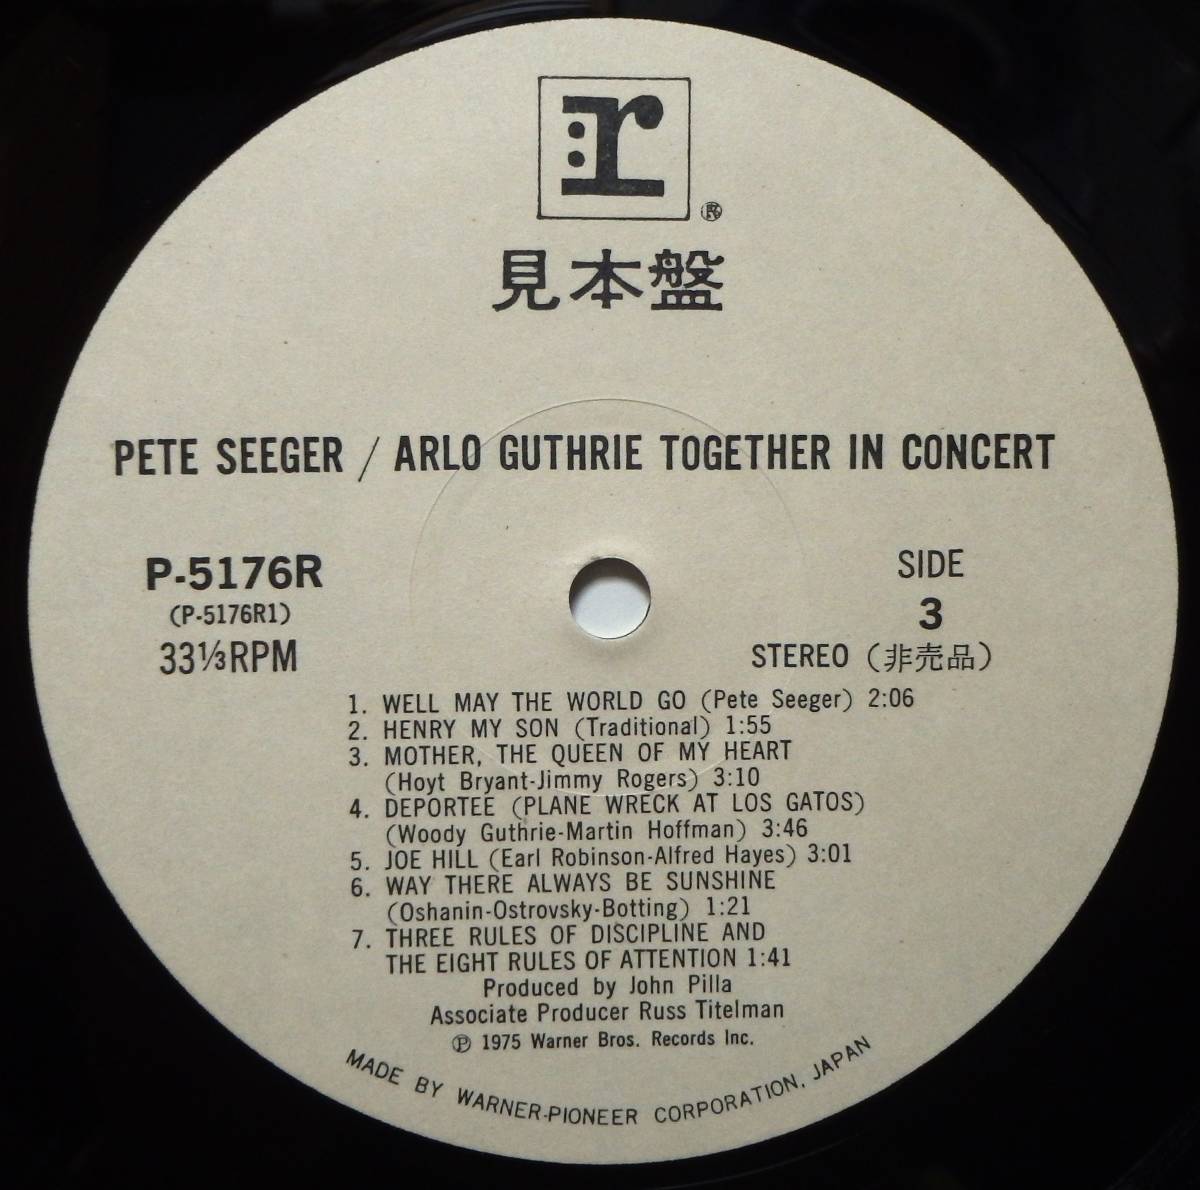 :r
®
見本盤
PETE SEEGER / ARLO GUTHRIE TOGETHER IN CONCERT
P-5176R
(P-5176R1)
33⅓RPM
SIDE
3
STEREO (非売品)
1. WELL MAY THE WORLD GO (Pete Seeger) 2:06
2. HENRY MY SON (Traditional) 1:55
3. MOTHER, THE QUEEN OF MY HEART
(Hoyt Bryant-Jimmy Rogers) 3:10
4. DEPORTEE (PLANE WRECK AT LOS GATOS)
(Woody Guthrie-Martin Hoffman) 3:46
5. JOE HILL (Earl Robinson-Alfred Hayes) 3:01
6. WAY THERE ALWAYS BE SUNSHINE
(Oshanin-Ostrovsky-Botting) 1:21
7. THREE RULES OF DISCIPLINE AND
THE EIGHT RULES OF ATTENTION 1:41
Produced by John Pilla
Associate Producer Russ Titelman
Ⓟ 1975 Warner Bros. Records Inc.
MADE BY WARNER-PIONEER CORPORATION, JAPAN